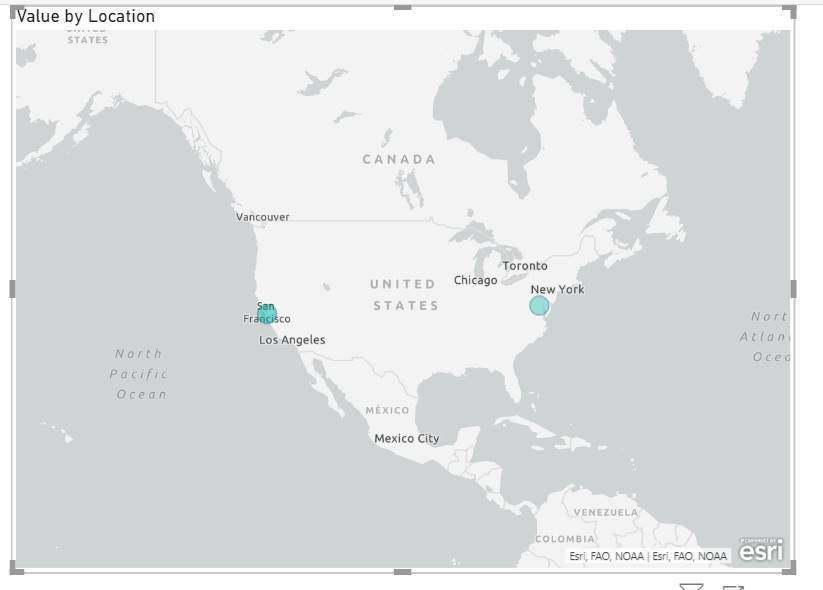 Value by Location
UNITED
STATES
CANADA
Vancouver
Toronto
Chicago
UNITED
STATES
New York
San
Francisco
Los Angeles
North
Pacific
Ocean
Nort
Atlan
Ocea
MÉXICO
Mexico City
VENEZUELA
COLOMBIA
Esri, FAO, NOAA | Esri, FAO, NOAA
POWERED BY
esri